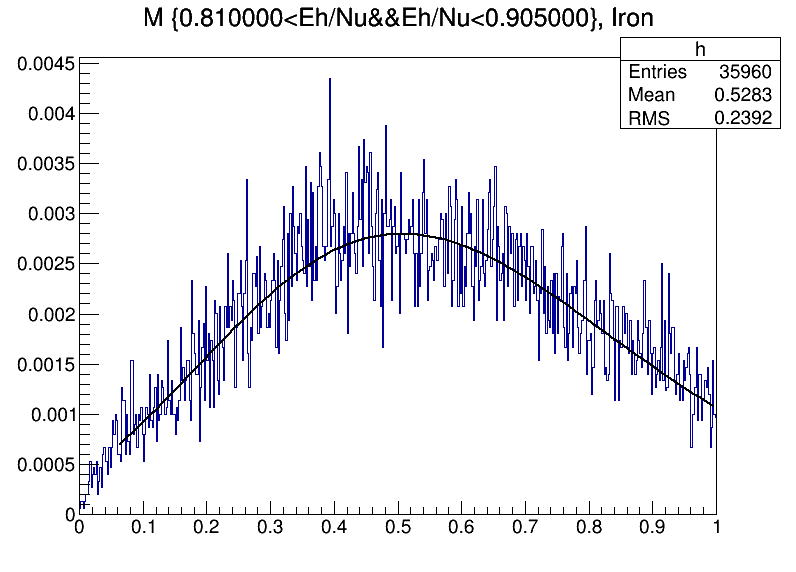 M {0.810000<Eh/Nu&&Eh/Nu<0.905000}, Iron
h
Entries 35960
Mean 0.5283
RMS 0.2392
0.0045
0.004
0.0035
0.003
0.0025
0.002
0.0015
0.001
0.0005
0
0 0.1 0.2 0.3 0.4 0.5 0.6 0.7 0.8 0.9 1